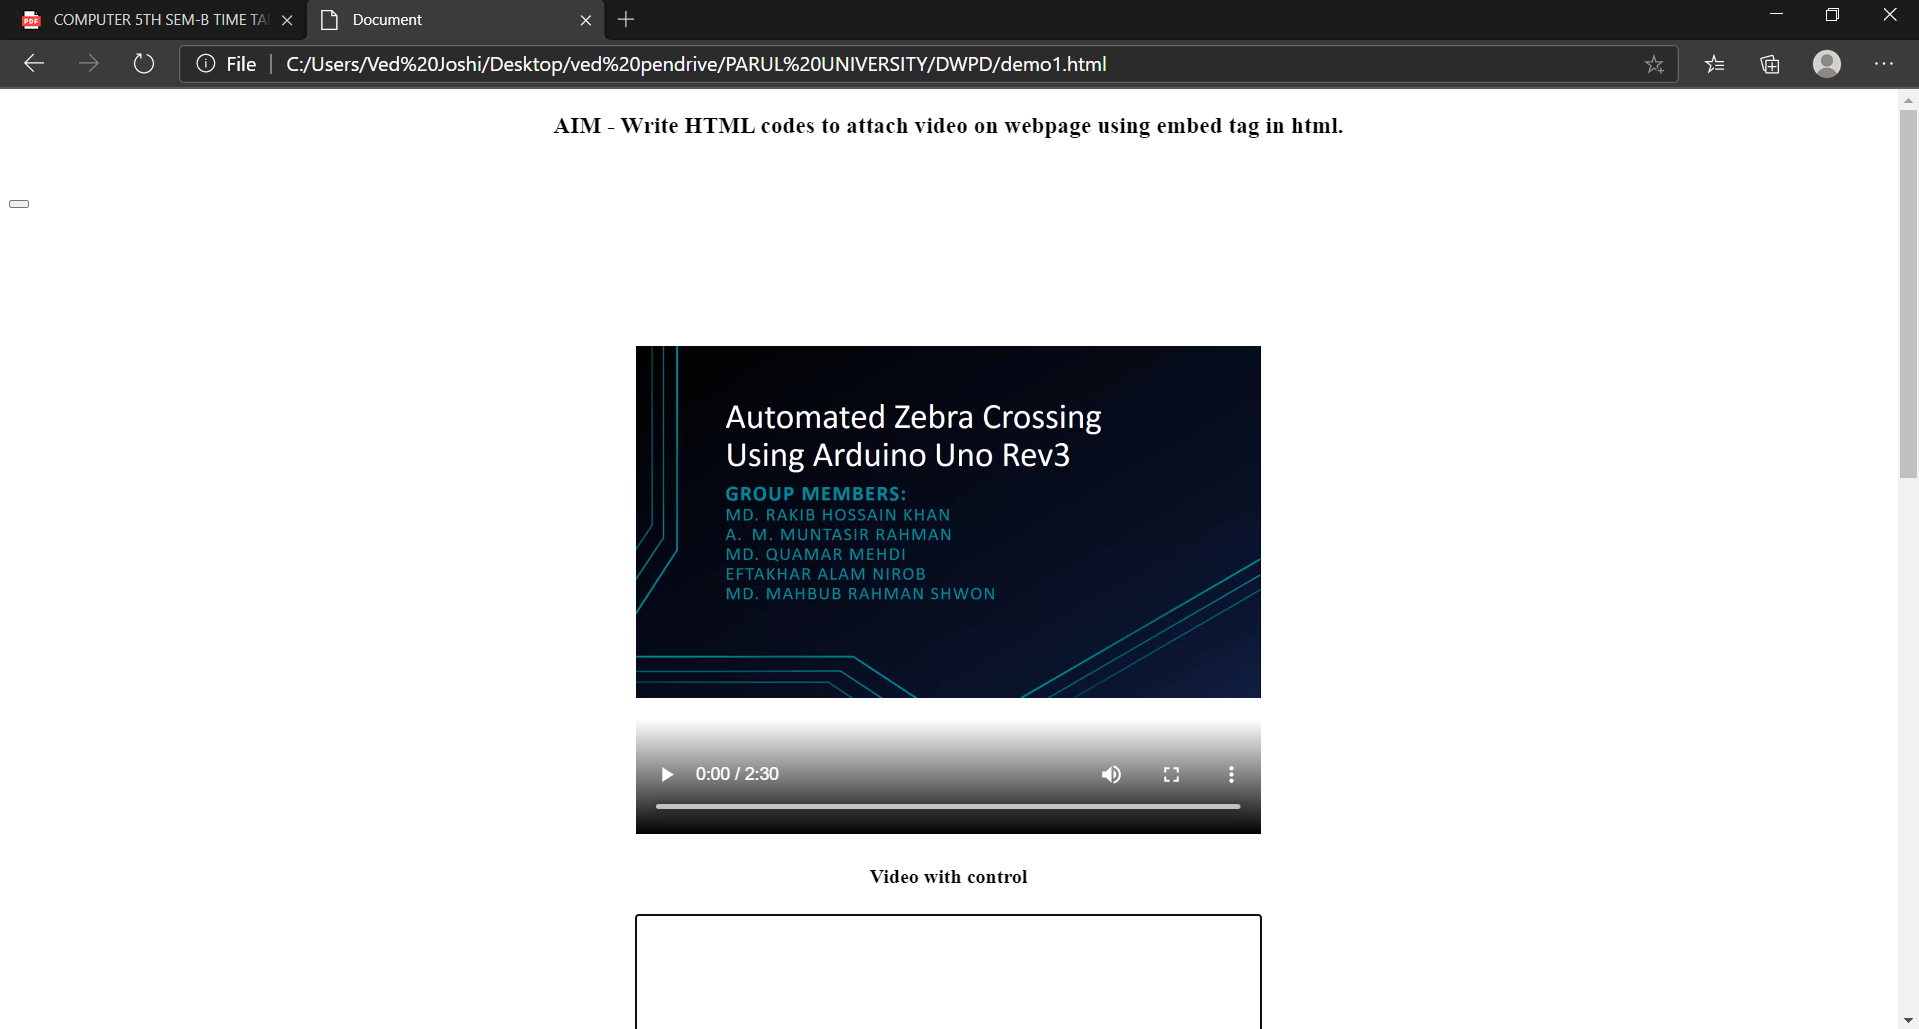 COMPUTER 5TH SEM-B TIME TA
Document
File
C:/Users/Ved%20Joshi/Desktop/ved%20pendrive/PARUL%20UNIVERSITY/DWPD/demo1.html
AIM - Write HTML codes to attach video on webpage using embed tag in html.
Automated Zebra Crossing
Using Arduino Uno Rev3
GROUP MEMBERS:
MD. RAKIB HOSSAIN KHAN
A. M. MUNTASIR RAHMAN
MD. QUAMAR MEHDI
EFTAKHAR ALAM NIROB
MD. MAHBUB RAHMAN SHWON
0:00 / 2:30
Video with control